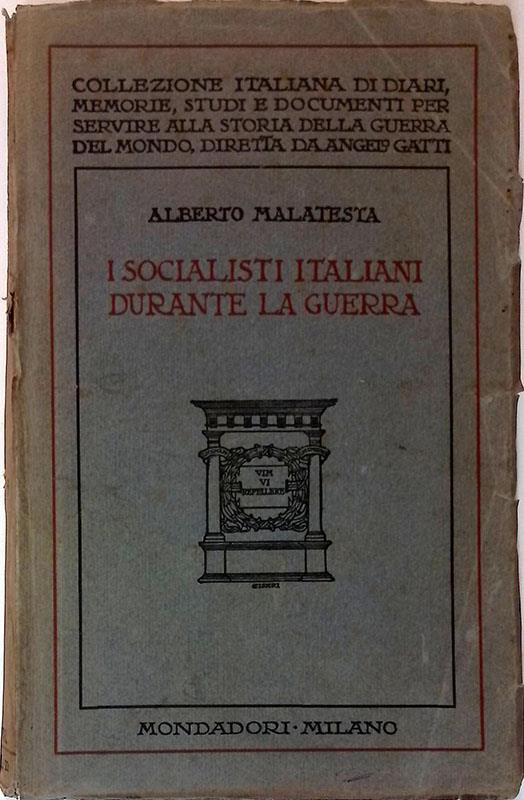 COLLEZIONE ITALIANA DI DIARI,
MEMORIE, STUDI E DOCUMENTI PER
SERVIRE ALLA STORIA DELLA GUERRA
DEL MONDO, DIRETTA DA ANGELO GATTI
ALBERTO MALATESTA
I SOCIALISTI ITALIANI
DURANTE LA GUERRA
VIM
VI
REPELLERE
MONDADORI · MILANO